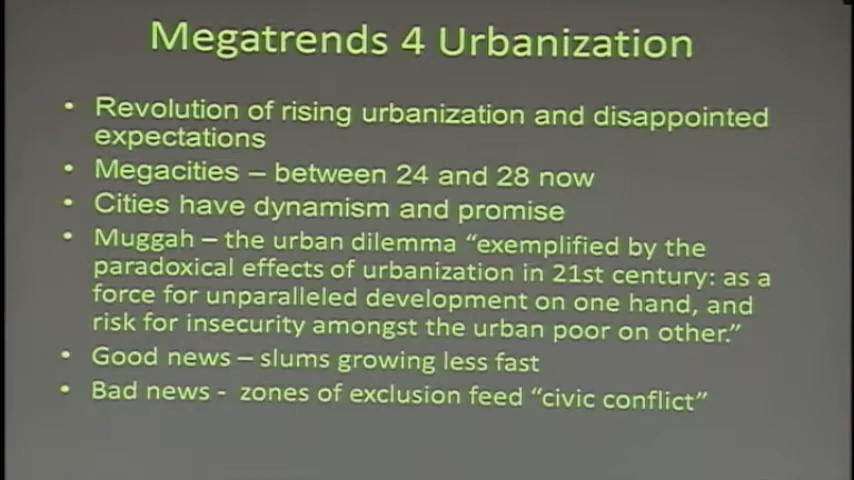 Megatrends 4 Urbanization
• Revolution of rising urbanization and disappointed
expectations
• Megacities – between 24 and 28 now
• Cities have dynamism and promise
• Muggah – the urban dilemma “exemplified by the
paradoxical effects of urbanization in 21st century: as a
force for unparalleled development on one hand, and
risk for insecurity amongst the urban poor on other.”
• Good news – slums growing less fast
• Bad news - zones of exclusion feed “civic conflict”